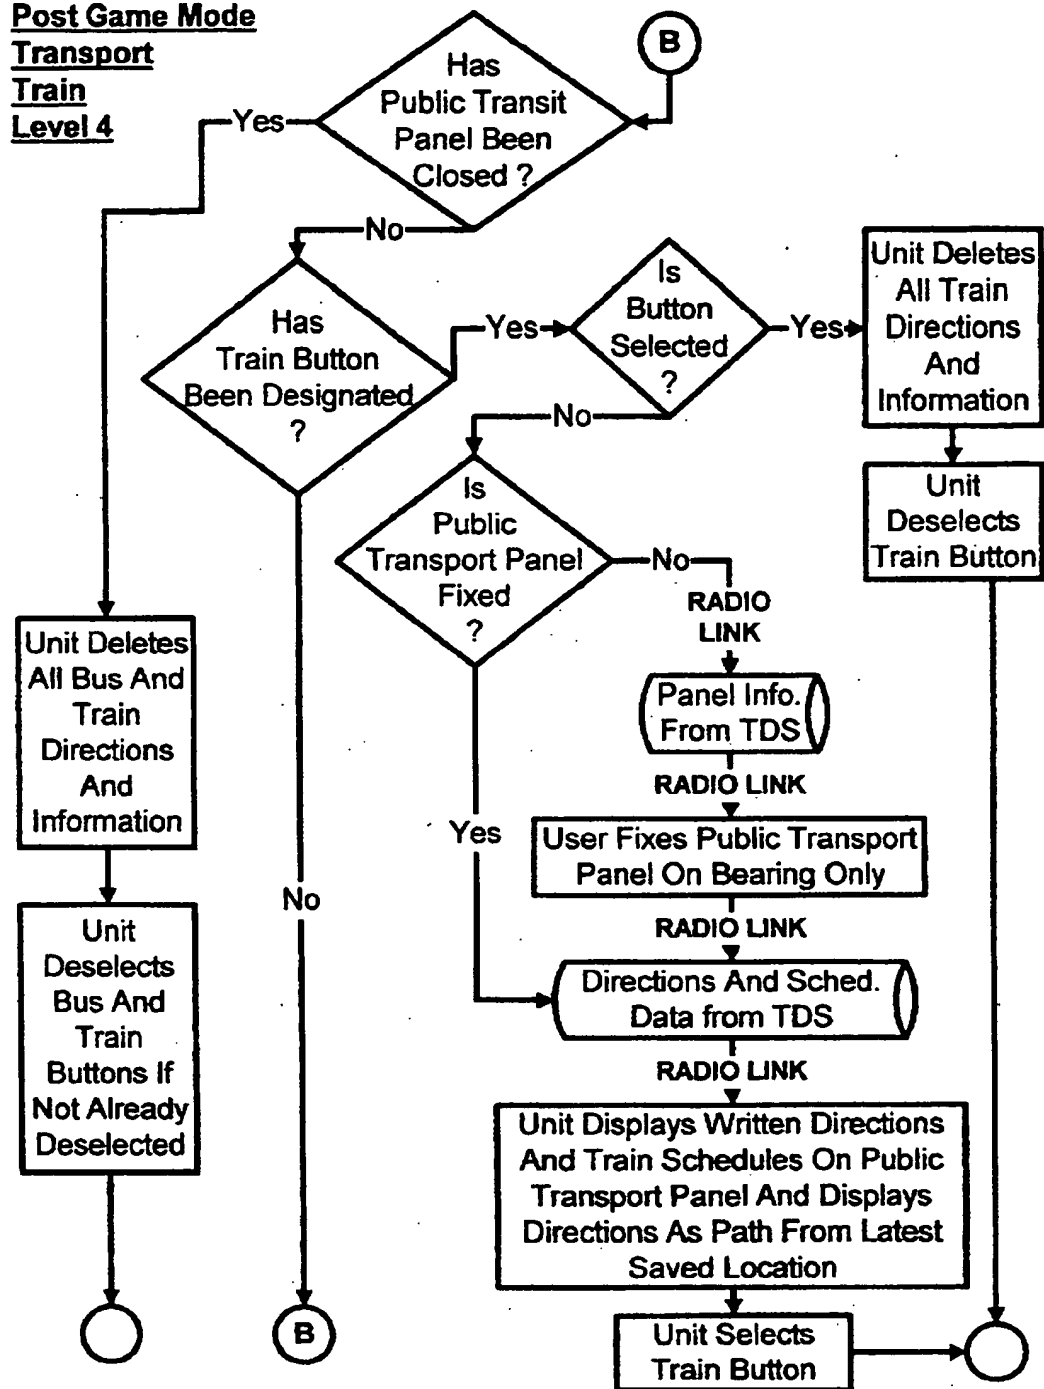 Post Game Mode
Transport
Train
Level 4
B
Has
Public Transit
Panel Been
Closed ?
Yes
No
Has
Train Button
Been Designated
?
Yes
Is
Button
Selected
?
Yes
Unit Deletes
All Train
Directions
And
Information
No
Unit
Deselects
Train Button
Is
Public
Transport Panel
Fixed
?
No
RADIO
LINK
Panel Info.
From TDS
RADIO LINK
User Fixes Public Transport
Panel On Bearing Only
RADIO LINK
Yes
Directions And Sched.
Data from TDS
RADIO LINK
Unit Displays Written Directions
And Train Schedules On Public
Transport Panel And Displays
Directions As Path From Latest
Saved Location
Unit Selects
Train Button
Unit Deletes
All Bus And
Train
Directions
And
Information
No
Unit
Deselects
Bus And
Train
Buttons If
Not Already
Deselected
B